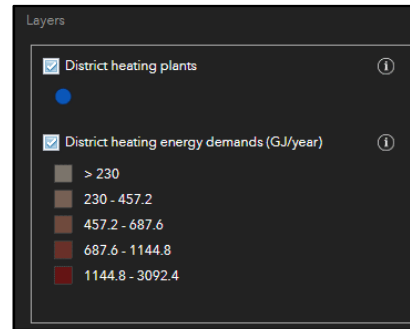 Layers
District heating plants
District heating energy demands (GJ/year)
> 230
230 - 457.2
457.2 - 687.6
687.6 - 1144.8
1144.8 - 3092.4